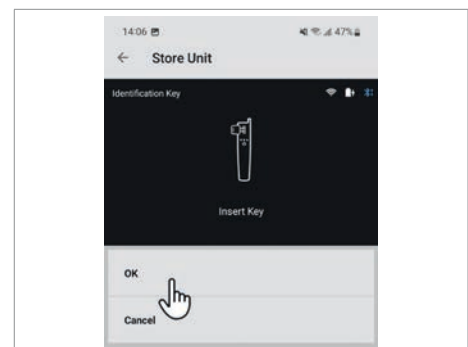 14:06 47%
Store Unit
Identification Key
Insert Key
OK
Cancel